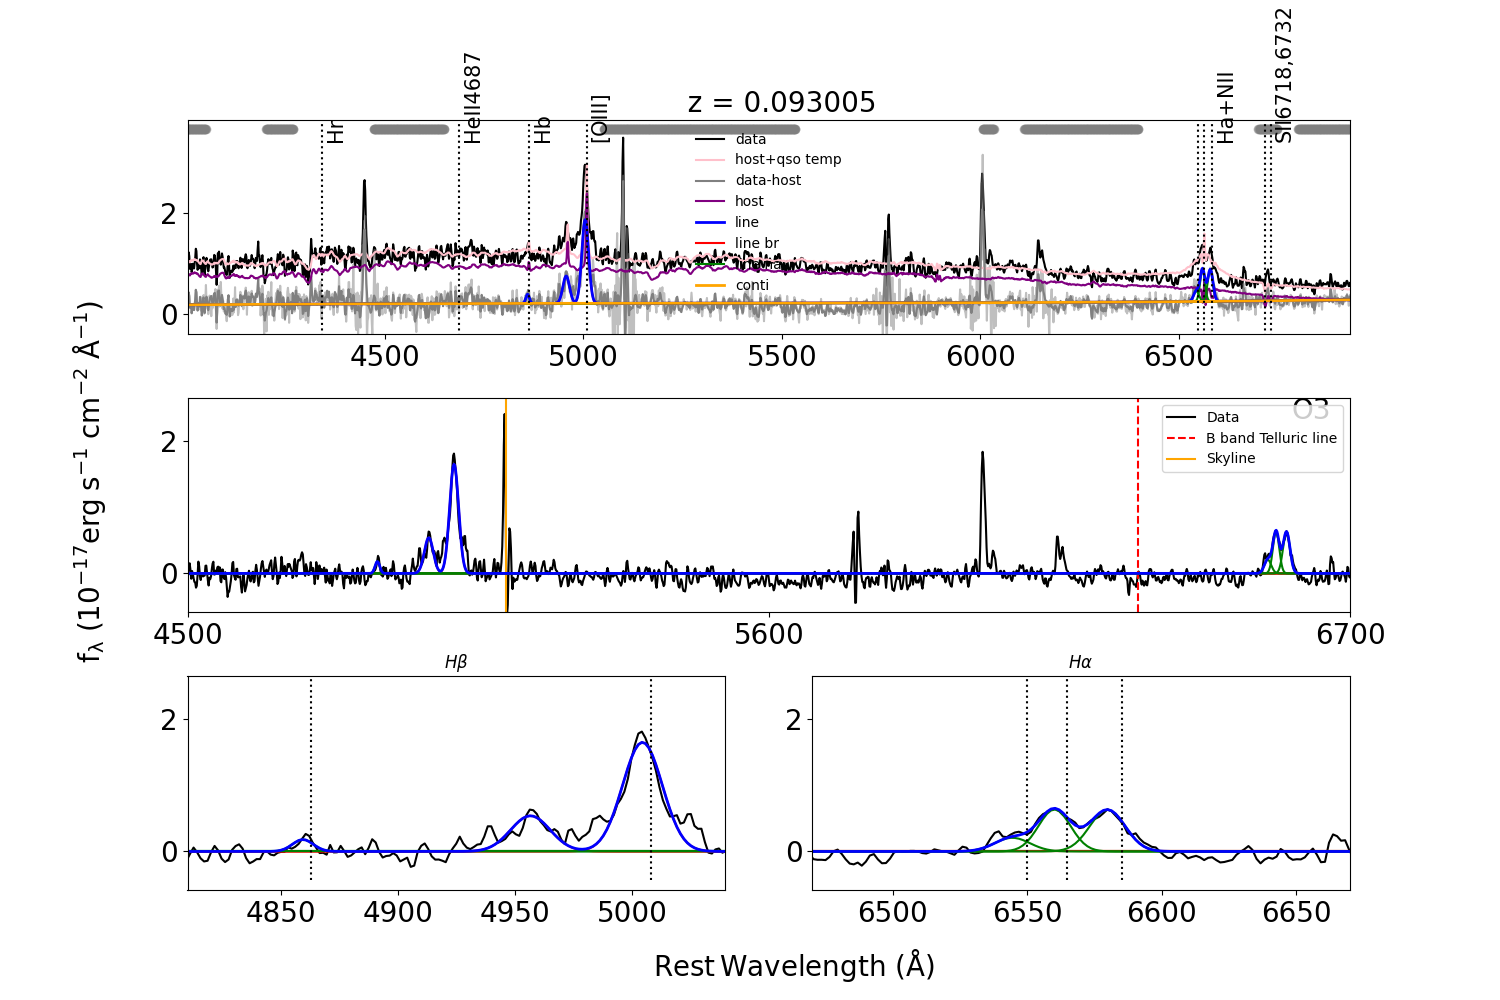 z = 0.093005
Hr
HeII4687
Hb
[OIII]
Ha+NII
SII6718,6732
data
host+qso temp
data-host
host
line
line br
conti
2
0
4500
5000
5500
6000
6500
O3
Data
B band Telluric line
Skyline
2
0
4500
5600
6700
fλ (10⁻¹⁷erg s⁻¹ cm⁻² Å⁻¹)
Hβ
2
0
4850
4900
4950
5000
Hα
2
0
6500
6550
6600
6650
Rest Wavelength (Å)